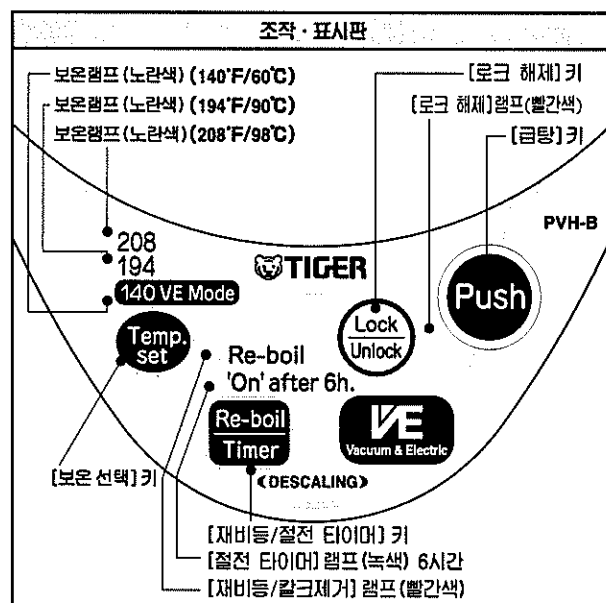 조작·표시판
보온램프(노란색)(140°F/60°C)
보온램프(노란색)(194°F/90°C)
보온램프(노란색)(208°F/98°C)
[로크 해제]키
[로크 해제]램프(빨간색)
[급탕]키
PVH-B
208
194
140 VE Mode
TIGER
Push
Lock
Unlock
Temp.
set
Re-boil
'On' after 6h.
Re-boil
Timer
VE
Vacuum & Electric
《DESCALING》
[보온 선택]키
[재비등/절전 타이머] 키
[절전 타이머] 램프(녹색) 6시간
[재비등/칼크제거] 램프(빨간색)